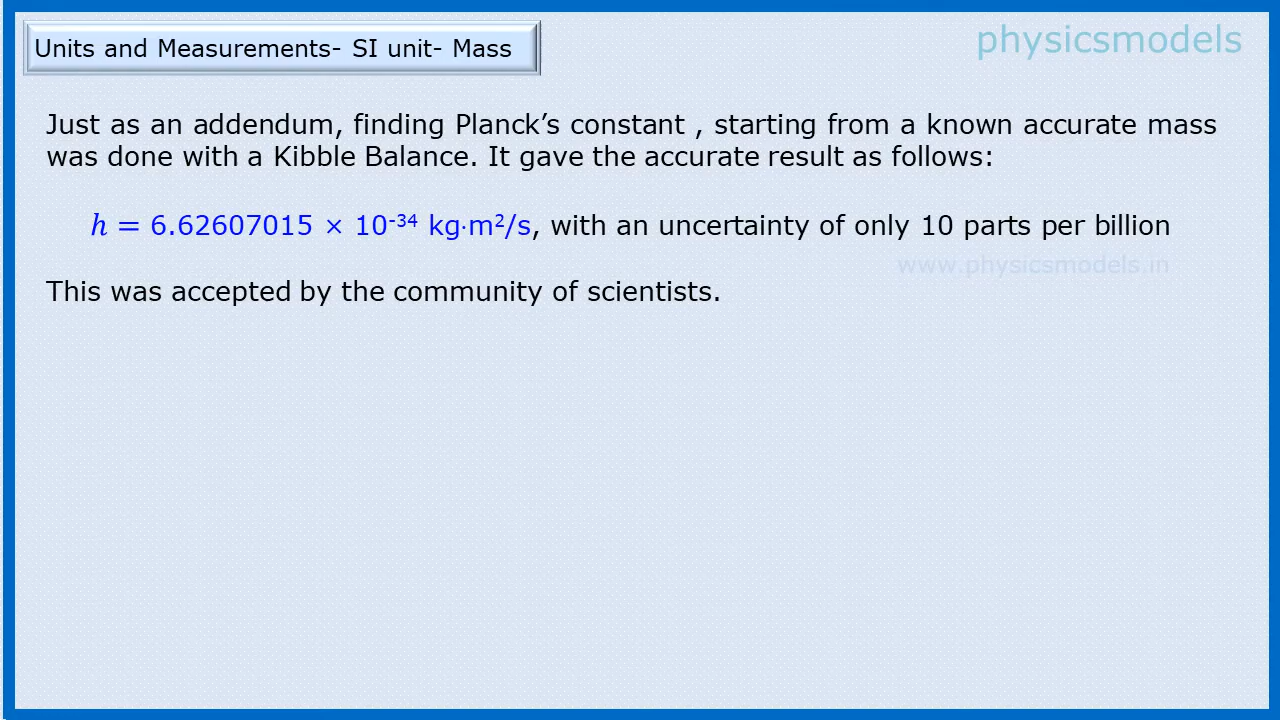 Units and Measurements- SI unit- Mass
physicsmodels
Just as an addendum, finding Planck’s constant , starting from a known accurate mass
was done with a Kibble Balance. It gave the accurate result as follows:
ℎ = 6.62607015 × 10⁻³⁴ kg⋅m²/s, with an uncertainty of only 10 parts per billion
www.physicsmodels.in
This was accepted by the community of scientists.